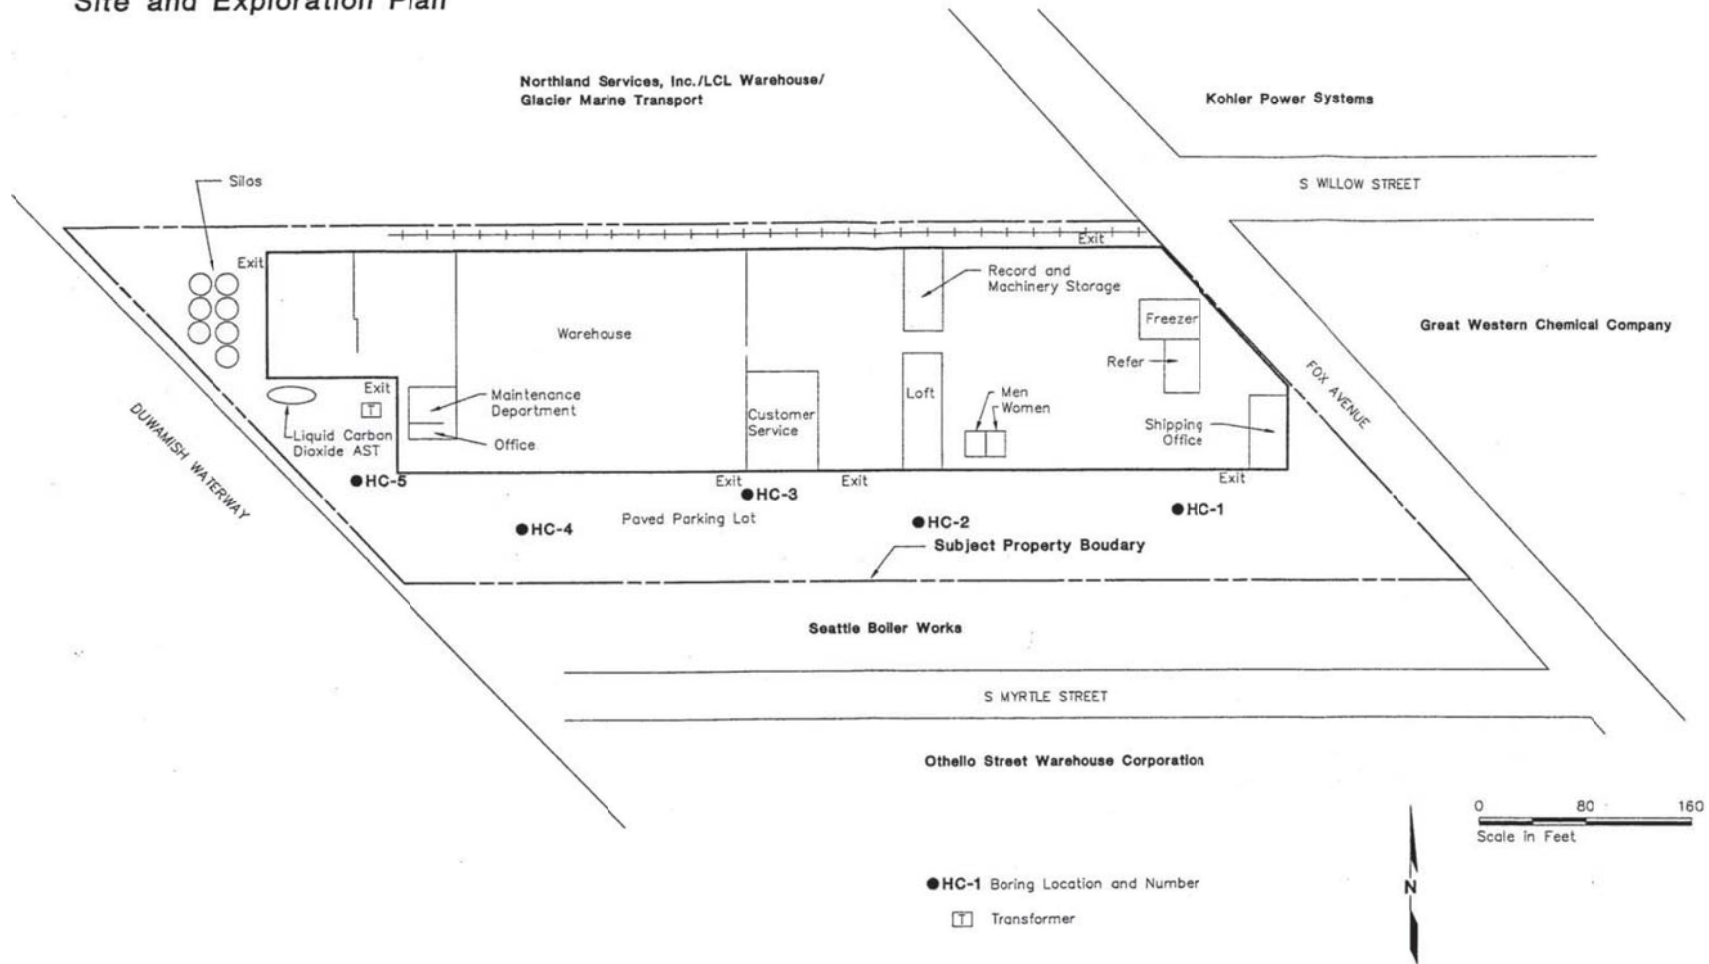 Site and Exploration Plan
Northland Services, Inc./LCL Warehouse/
Glacier Marine Transport
Kohler Power Systems
S WILLOW STREET
Silos
Exit
Exit
Record and
Machinery Storage
Freezer
Warehouse
Great Western Chemical Company
Refer
FOX AVENUE
Exit
T
Maintenance
Department
Loft
Men
Women
Customer
Service
Shipping
Office
DUWAMISH WATERWAY
Liquid Carbon
Dioxide AST
Office
HC-5
Exit
Exit
Exit
HC-3
HC-1
HC-4
Paved Parking Lot
HC-2
Subject Property Boudary
Seattle Boiler Works
S MYRTLE STREET
Othello Street Warehouse Corporation
0 80 160
Scale in Feet
HC-1 Boring Location and Number
N
T Transformer